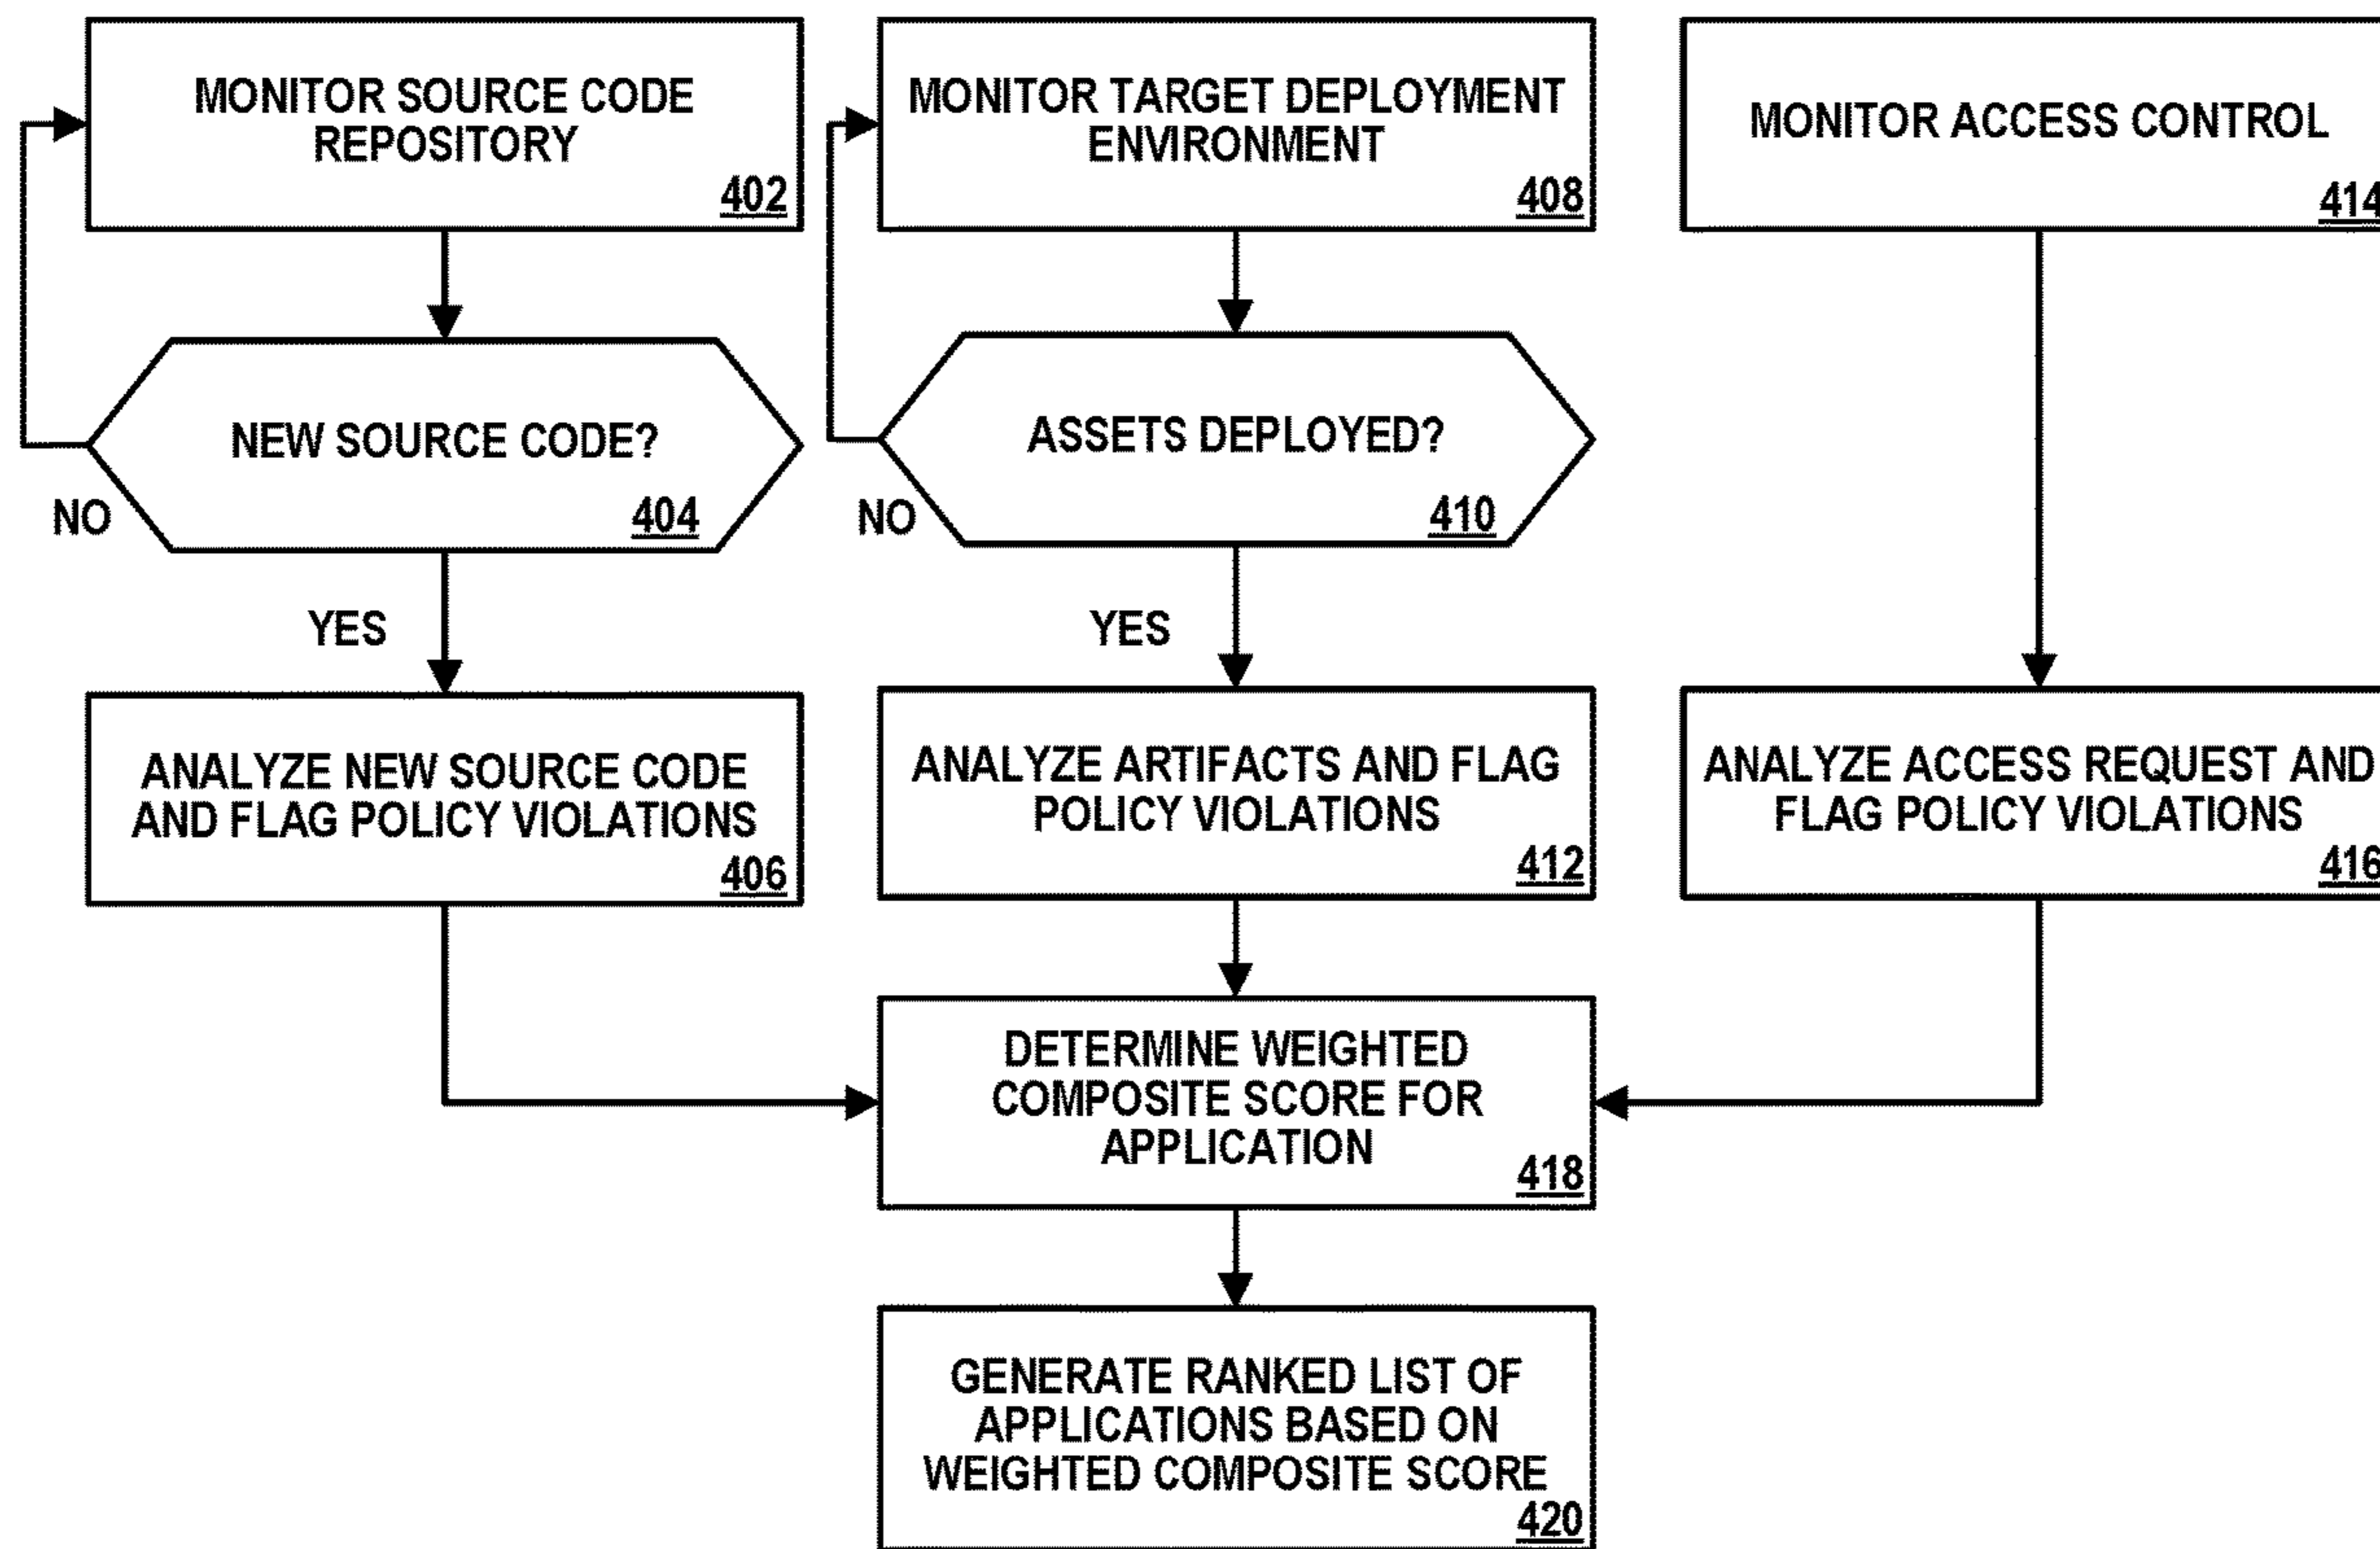 MONITOR SOURCE CODE
REPOSITORY
402
MONITOR TARGET DEPLOYMENT
ENVIRONMENT
408
MONITOR ACCESS CONTROL
414
NEW SOURCE CODE?
404
NO
ASSETS DEPLOYED?
410
NO
YES
YES
ANALYZE NEW SOURCE CODE
AND FLAG POLICY VIOLATIONS
406
ANALYZE ARTIFACTS AND FLAG
POLICY VIOLATIONS
412
ANALYZE ACCESS REQUEST AND
FLAG POLICY VIOLATIONS
416
DETERMINE WEIGHTED
COMPOSITE SCORE FOR
APPLICATION
418
GENERATE RANKED LIST OF
APPLICATIONS BASED ON
WEIGHTED COMPOSITE SCORE
420